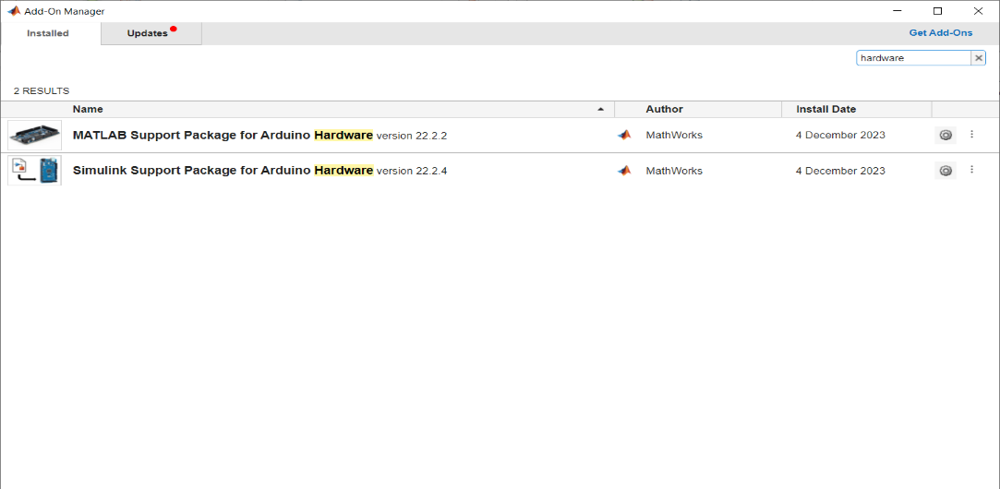 Add-On Manager
Installed Updates Get Add-Ons
hardware
2 RESULTS
Name Author Install Date
MATLAB Support Package for Arduino Hardware version 22.2.2 MathWorks 4 December 2023
Simulink Support Package for Arduino Hardware version 22.2.4 MathWorks 4 December 2023